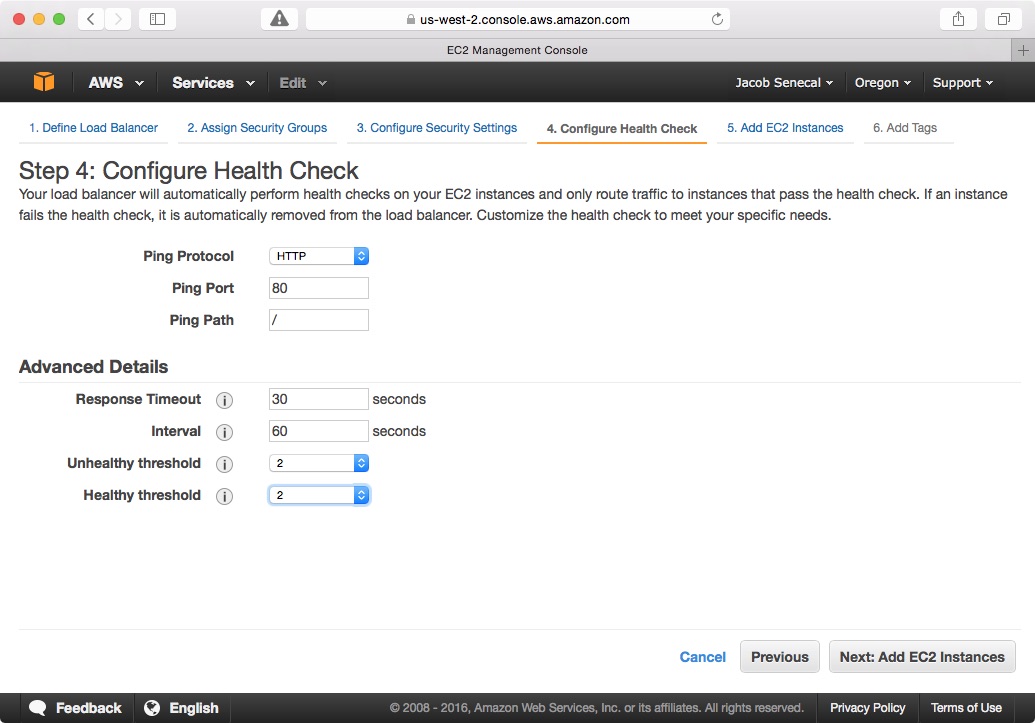 us-west-2.console.aws.amazon.com
EC2 Management Console
AWS Services Edit Jacob Senecal Oregon Support
1. Define Load Balancer 2. Assign Security Groups 3. Configure Security Settings 4. Configure Health Check 5. Add EC2 Instances 6. Add Tags
Step 4: Configure Health Check
Your load balancer will automatically perform health checks on your EC2 instances and only route traffic to instances that pass the health check. If an instance
fails the health check, it is automatically removed from the load balancer. Customize the health check to meet your specific needs.
Ping Protocol HTTP
Ping Port 80
Ping Path /
Advanced Details
Response Timeout i 30 seconds
Interval i 60 seconds
Unhealthy threshold i 2
Healthy threshold i 2
Cancel Previous Next: Add EC2 Instances
Feedback English © 2008 - 2016, Amazon Web Services, Inc. or its affiliates. All rights reserved. Privacy Policy Terms of Use